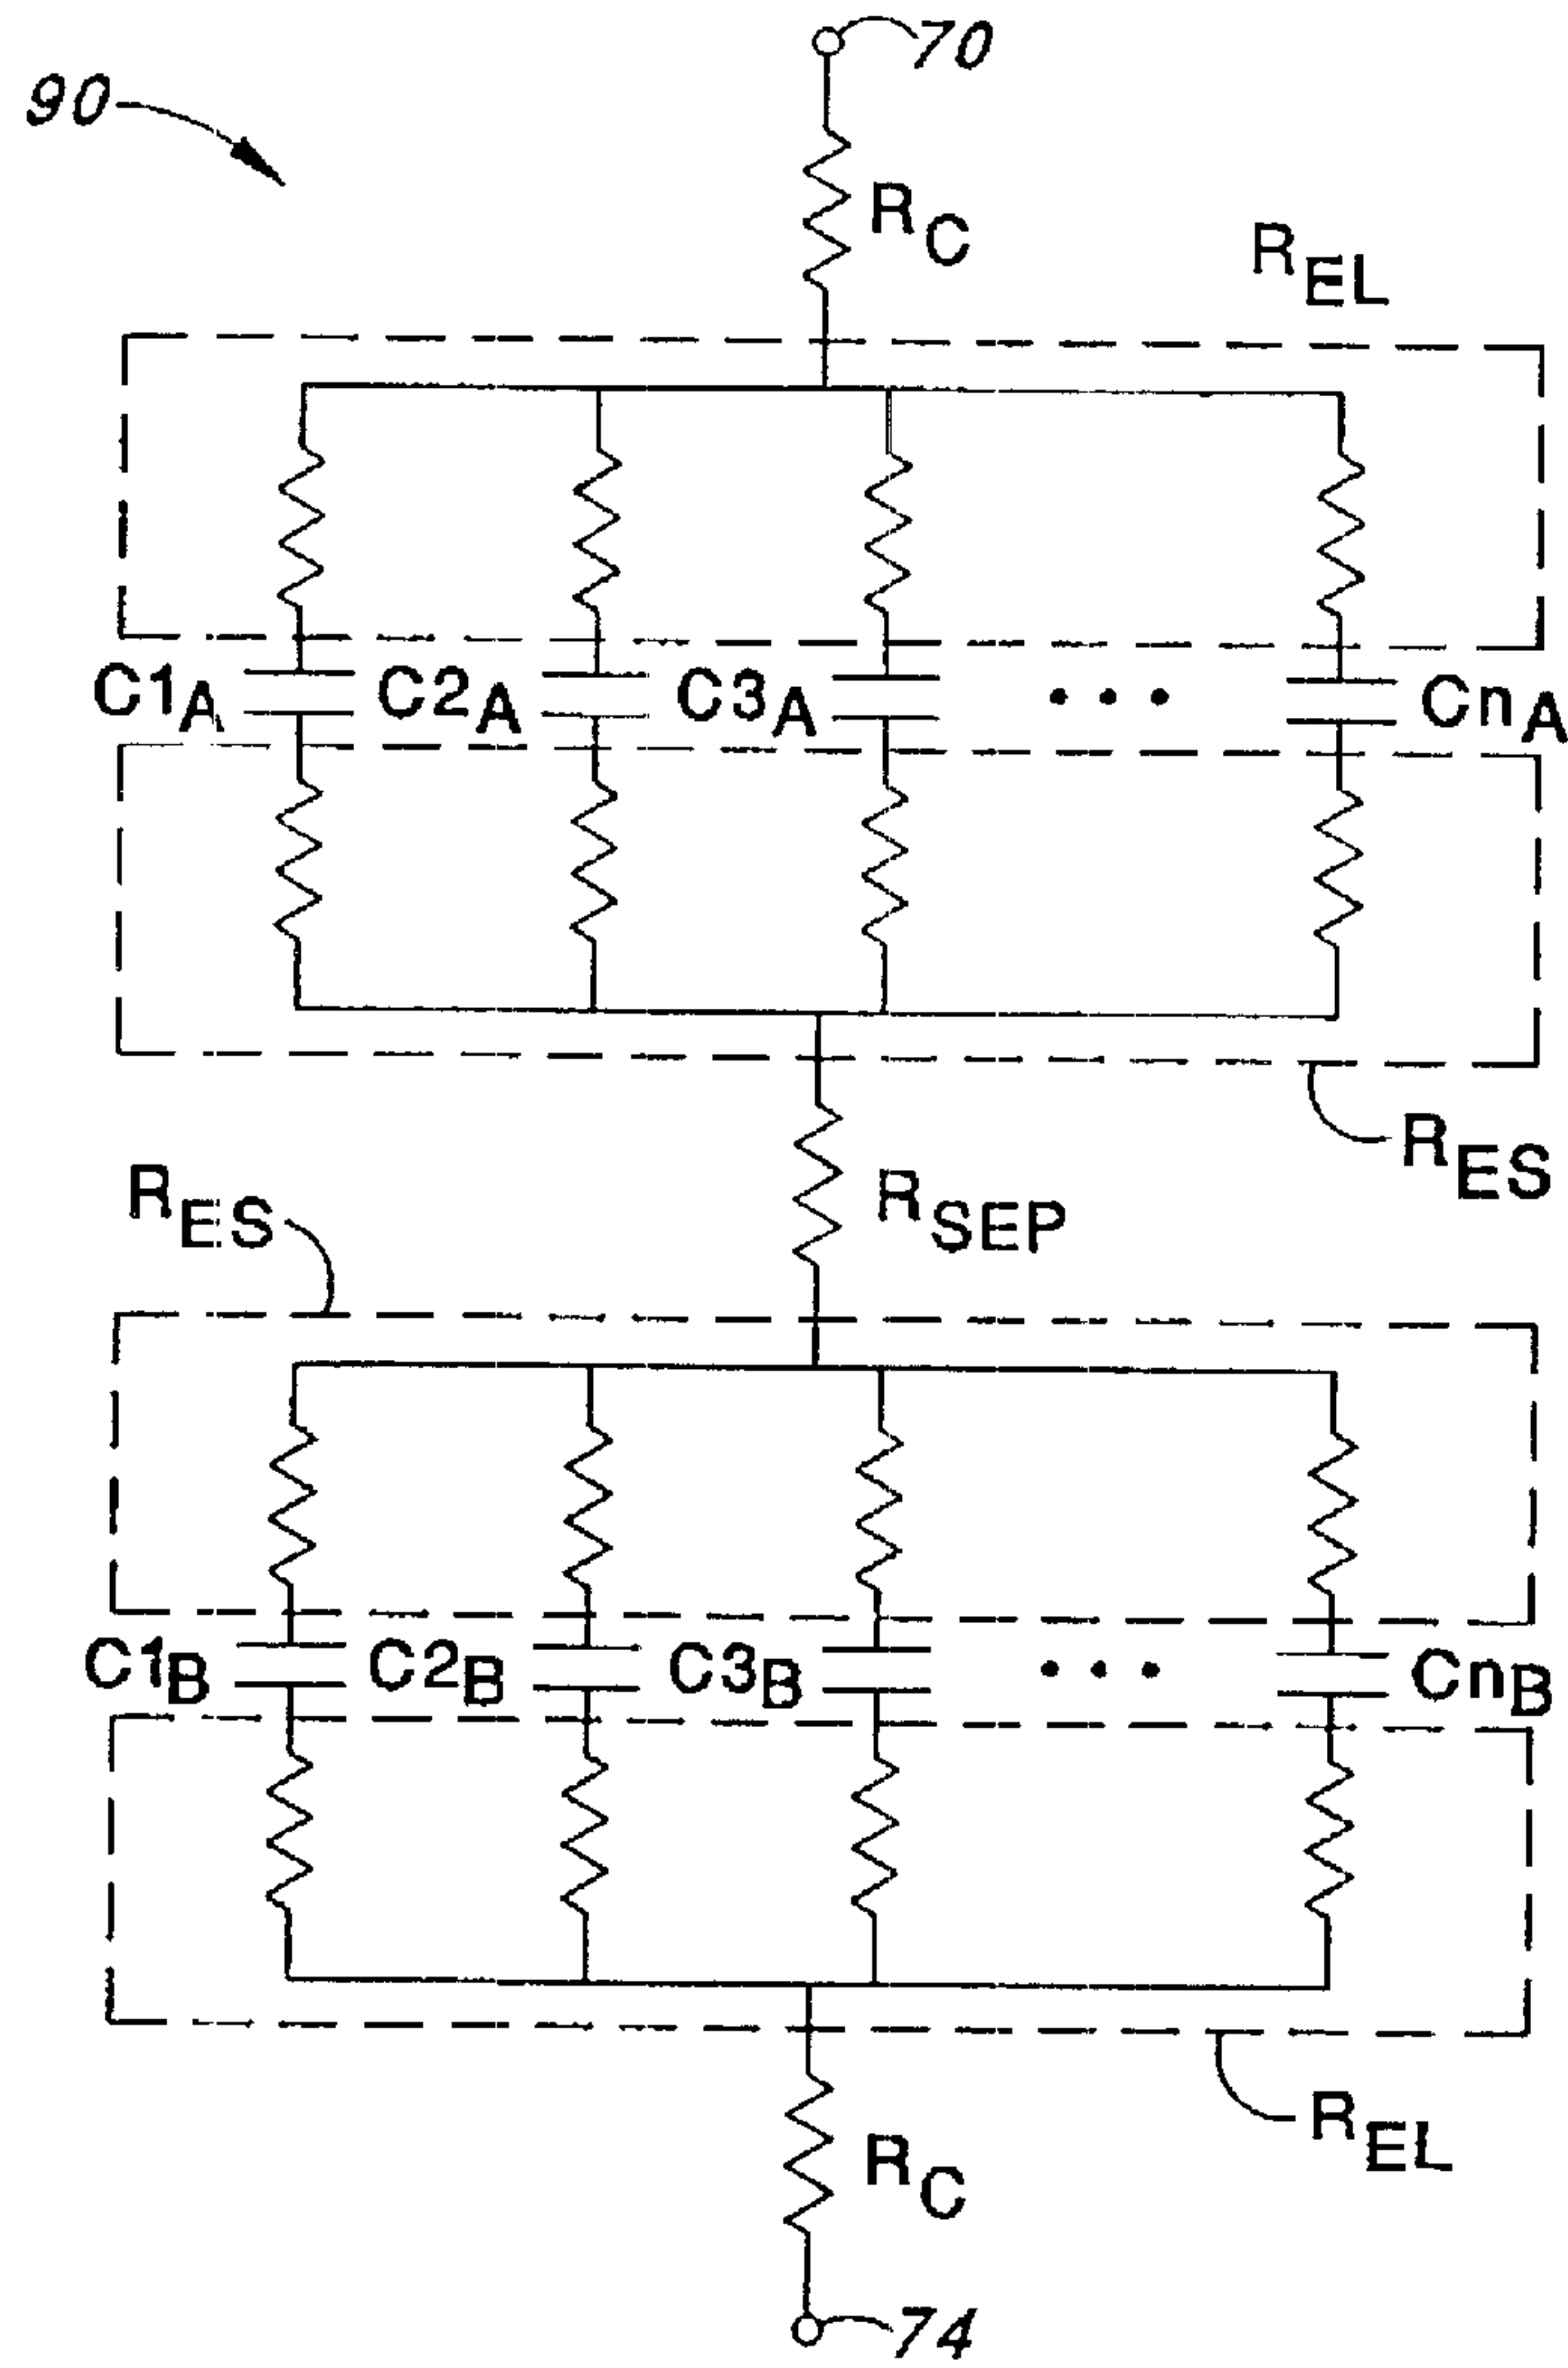 70
90
RC
REL
C1A C2A C3A • • • CnA
RES
RES
RSEP
C1B C2B C3B • • • CnB
REL
RC
74